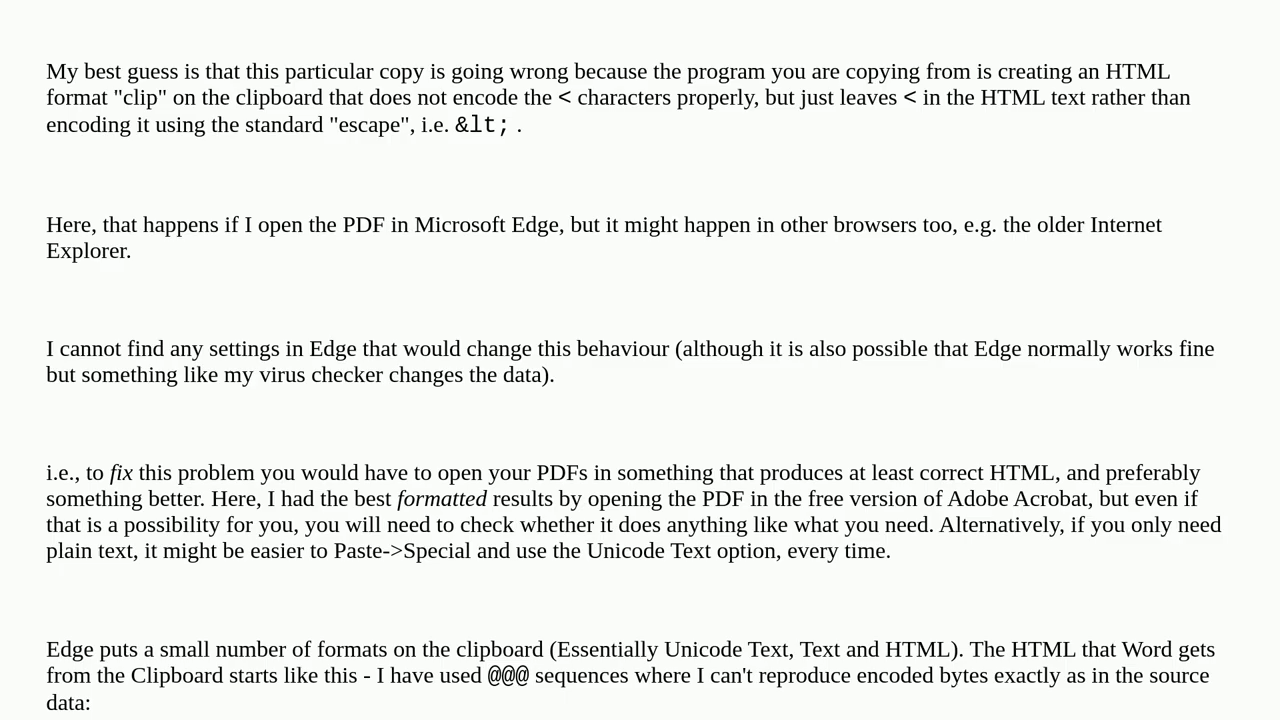 My best guess is that this particular copy is going wrong because the program you are copying from is creating an HTML
format "clip" on the clipboard that does not encode the < characters properly, but just leaves < in the HTML text rather than
encoding it using the standard "escape", i.e. &lt; .
Here, that happens if I open the PDF in Microsoft Edge, but it might happen in other browsers too, e.g. the older Internet
Explorer.
I cannot find any settings in Edge that would change this behaviour (although it is also possible that Edge normally works fine
but something like my virus checker changes the data).
i.e., to fix this problem you would have to open your PDFs in something that produces at least correct HTML, and preferably
something better. Here, I had the best formatted results by opening the PDF in the free version of Adobe Acrobat, but even if
that is a possibility for you, you will need to check whether it does anything like what you need. Alternatively, if you only need
plain text, it might be easier to Paste->Special and use the Unicode Text option, every time.
Edge puts a small number of formats on the clipboard (Essentially Unicode Text, Text and HTML). The HTML that Word gets
from the Clipboard starts like this - I have used @@@ sequences where I can't reproduce encoded bytes exactly as in the source
data: